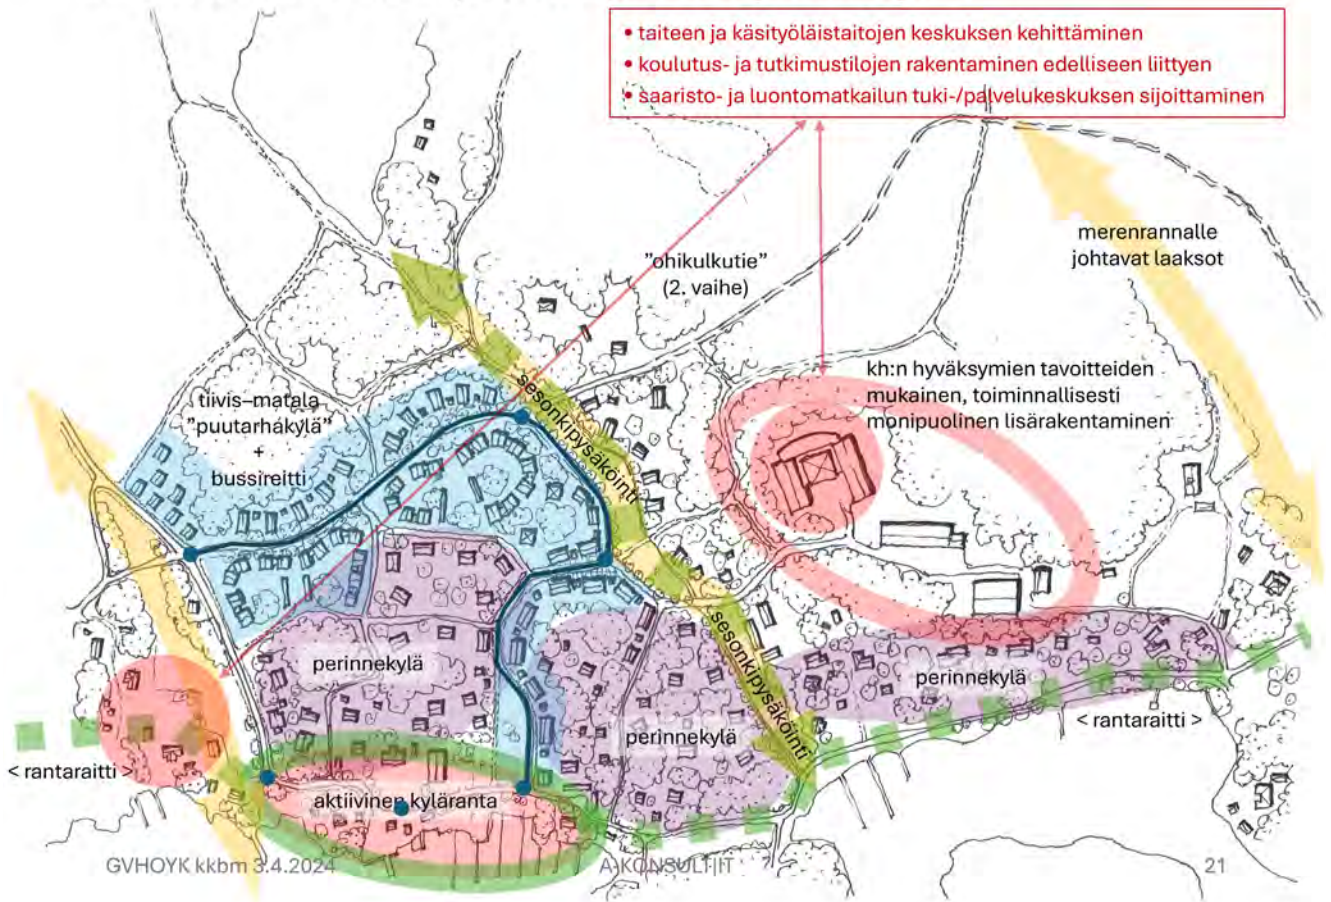 • taiteen ja käsityöläistaitojen keskuksen kehittäminen
• koulutus- ja tutkimustilojen rakentaminen edelliseen liittyen
• saaristo- ja luontomatkailun tuki-/palvelukeskuksen sijoittaminen
merenrannalle
johtavat laaksot
"ohikulkutie"
(2. vaihe)
kh:n hyväksymien tavoitteiden
mukainen, toiminnallisesti
monipuolinen lisärakentaminen
tiivis–matala
"puutarhakylä"
+
bussireitti
sesonkipysäköinti
sesonkipysäköinti
perinnekylä
perinnekylä
perinnekylä
< rantaraitti >
< rantaraitti >
aktiivinen kyläranta
GVHOYK kkbm 3.4.2024
A-KONSULT|IT
21